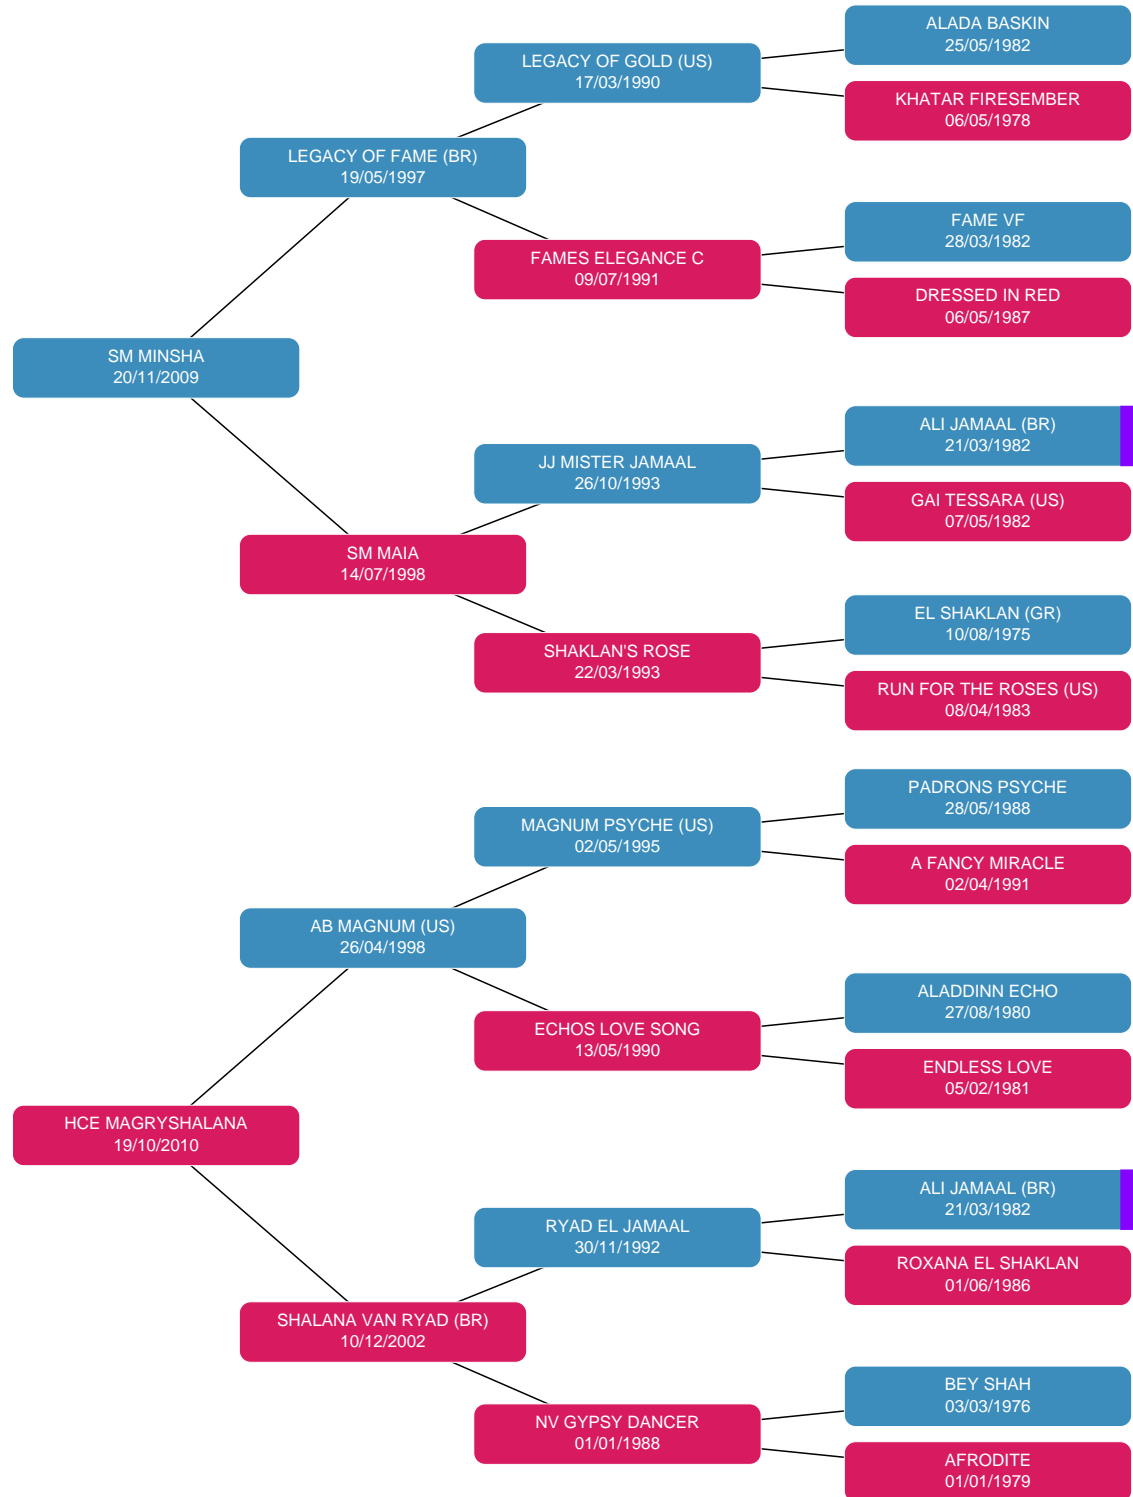 ALADA BASKIN
25/05/1982
LEGACY OF GOLD (US)
17/03/1990
KHATAR FIRESEMBER
06/05/1978
LEGACY OF FAME (BR)
19/05/1997
FAME VF
28/03/1982
FAMES ELEGANCE C
09/07/1991
DRESSED IN RED
06/05/1987
SM MINSHA
20/11/2009
ALI JAMAAL (BR)
21/03/1982
JJ MISTER JAMAAL
26/10/1993
GAI TESSARA (US)
07/05/1982
SM MAIA
14/07/1998
EL SHAKLAN (GR)
10/08/1975
SHAKLAN'S ROSE
22/03/1993
RUN FOR THE ROSES (US)
08/04/1983
PADRONS PSYCHE
28/05/1988
MAGNUM PSYCHE (US)
02/05/1995
A FANCY MIRACLE
02/04/1991
AB MAGNUM (US)
26/04/1998
ALADDINN ECHO
27/08/1980
ECHOS LOVE SONG
13/05/1990
ENDLESS LOVE
05/02/1981
HCE MAGRYSHALANA
19/10/2010
ALI JAMAAL (BR)
21/03/1982
RYAD EL JAMAAL
30/11/1992
ROXANA EL SHAKLAN
01/06/1986
SHALANA VAN RYAD (BR)
10/12/2002
BEY SHAH
03/03/1976
NV GYPSY DANCER
01/01/1988
AFRODITE
01/01/1979